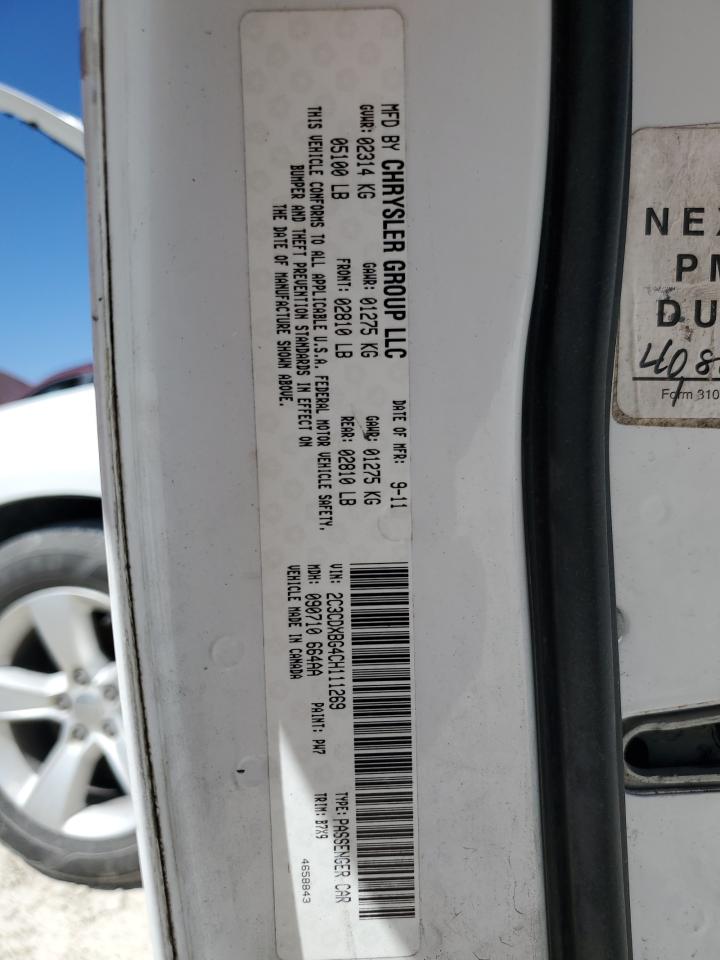 MFD BY CHRYSLER GROUP LLC DATE OF MFR: 9-11
GVWR: 02314 KG GAWR: 01275 KG GAWR: 01275 KG
05100 LB FRONT: 02810 LB REAR: 02810 LB
THIS VEHICLE CONFORMS TO ALL APPLICABLE U.S.A. FEDERAL MOTOR VEHICLE SAFETY,
BUMPER AND THEFT PREVENTION STANDARDS IN EFFECT ON
THE DATE OF MANUFACTURE SHOWN ABOVE.
VIN: 2C3CDXBG4CH111269 TYPE: PASSENGER CAR
MDH: 090710 664AA PAINT: PW7 TRIM: B7X9
VEHICLE MADE IN CANADA
4658843
NEX
PM
DU
Form 310